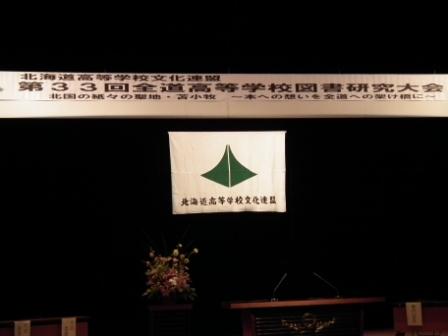 北海道高等学校文化連盟
第33回全道高等学校図書研究大会
北国の紙々の聖地・苫小牧 ～本への想いを全道への架け橋に～
北海道高等学校文化連盟